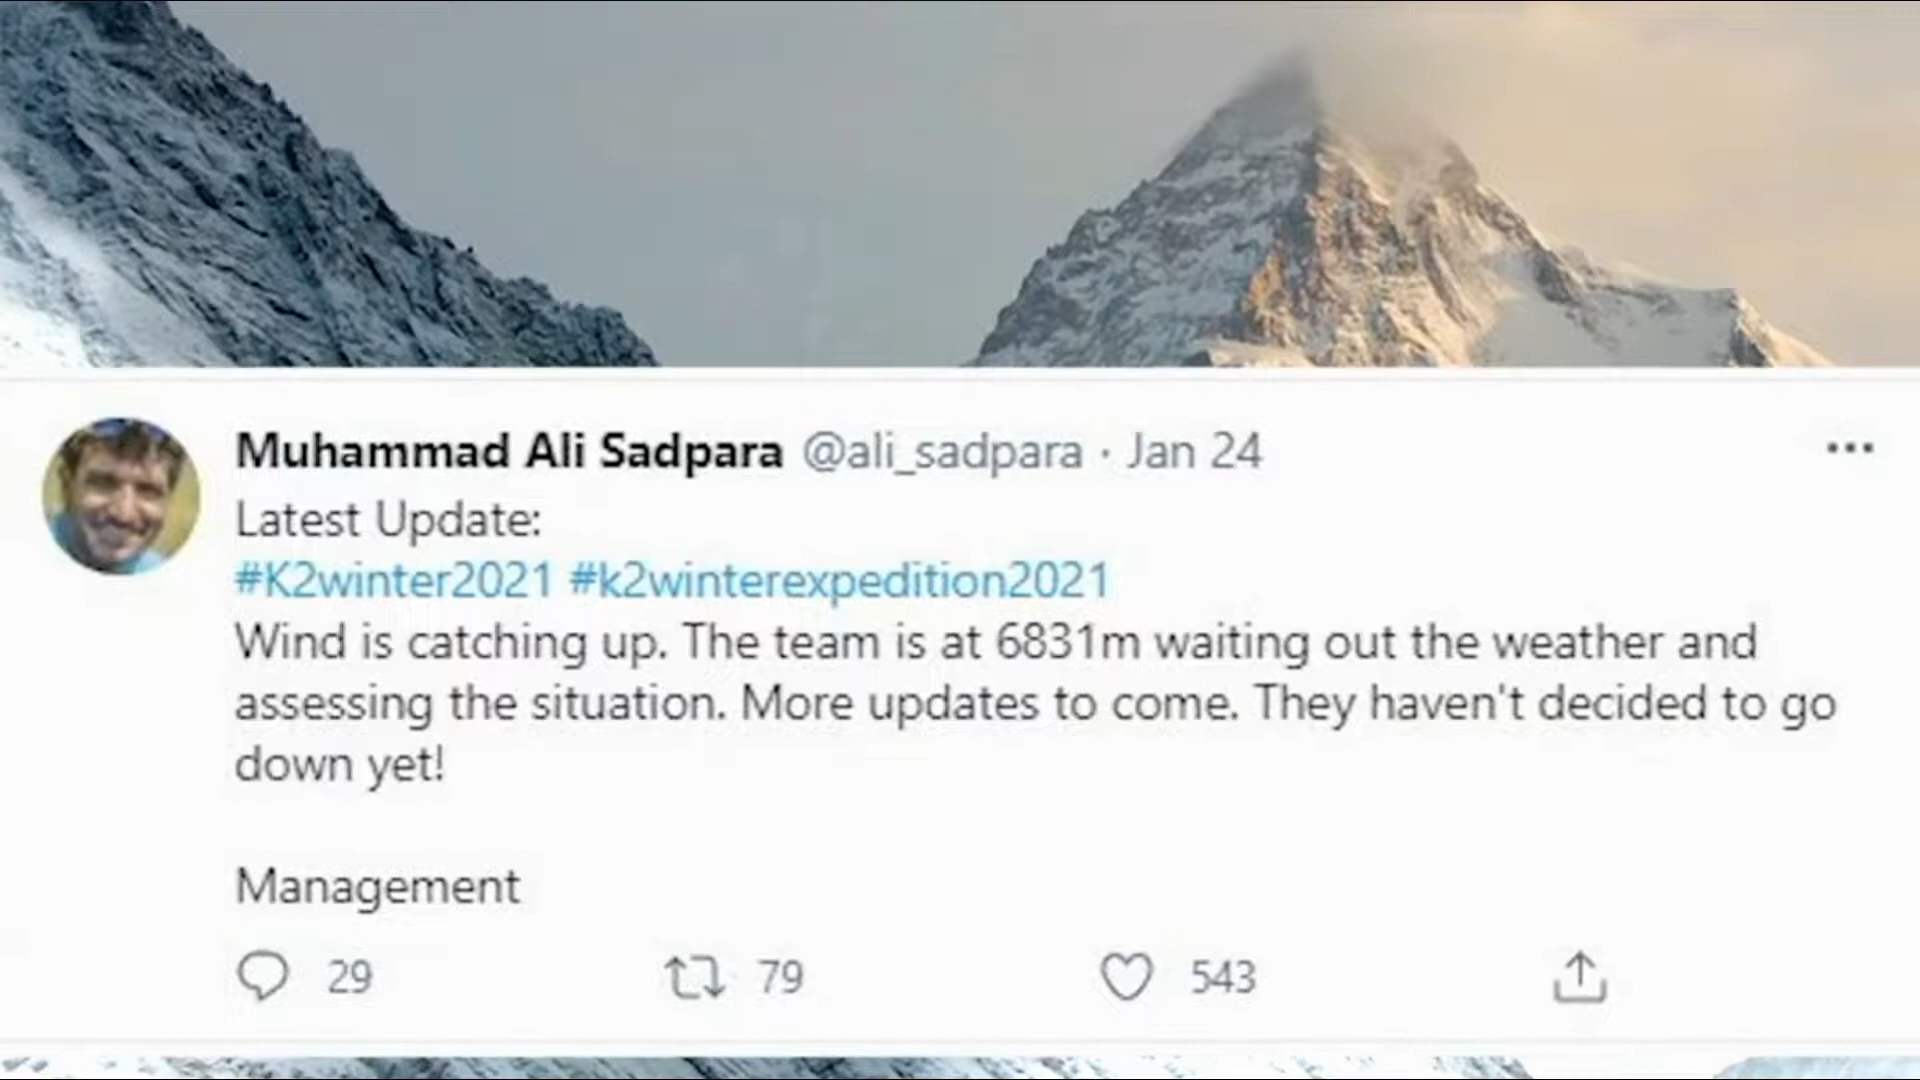 Muhammad Ali Sadpara @ali_sadpara · Jan 24
Latest Update:
#K2winter2021 #k2winterexpedition2021
Wind is catching up. The team is at 6831m waiting out the weather and
assessing the situation. More updates to come. They haven't decided to go
down yet!
Management
29 79 543